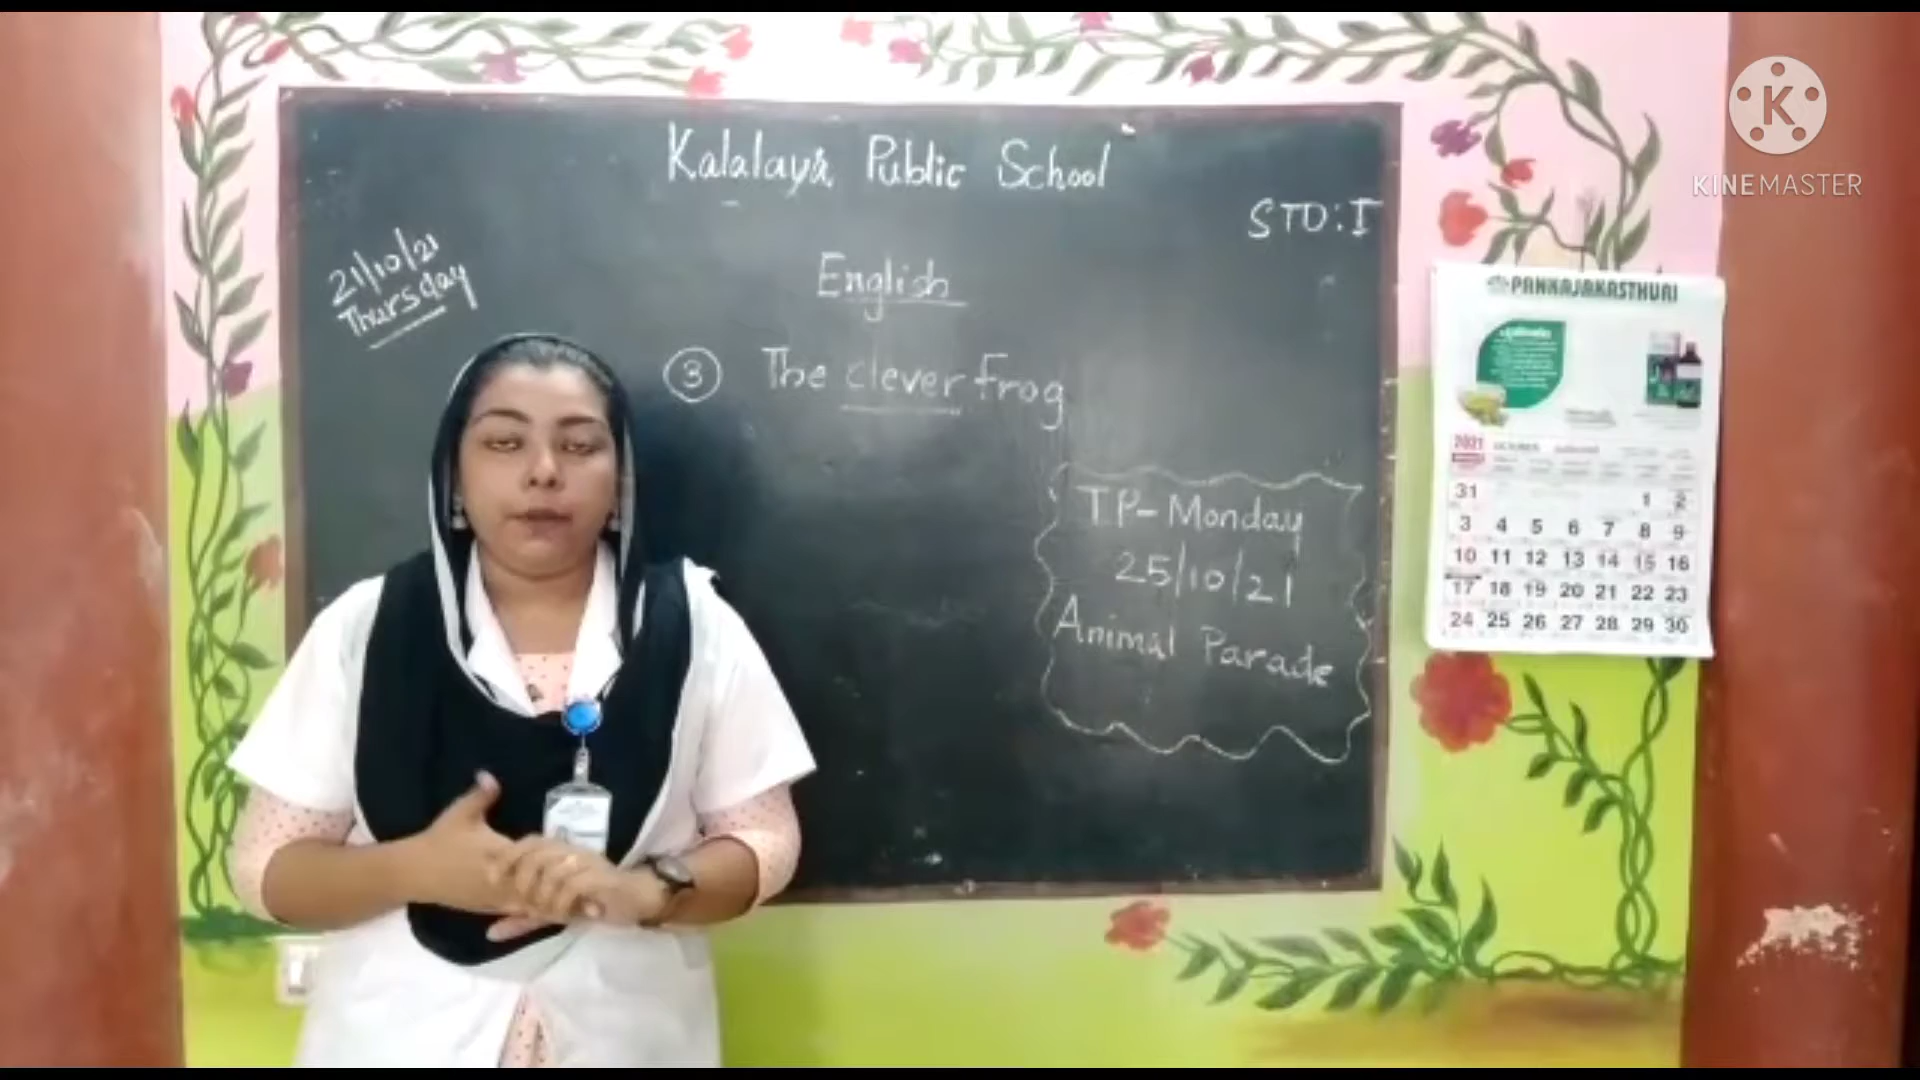 Kalalaya Public School
STD: I
21/10/21
Thursday
English
3 The clever frog
TP- Monday
25/10/21
Animal Parade
K
KINEMASTER
PANKAJAKASTHURI
2021 OCTOBER
31 1 2
3 4 5 6 7 8 9
10 11 12 13 14 15 16
17 18 19 20 21 22 23
24 25 26 27 28 29 30